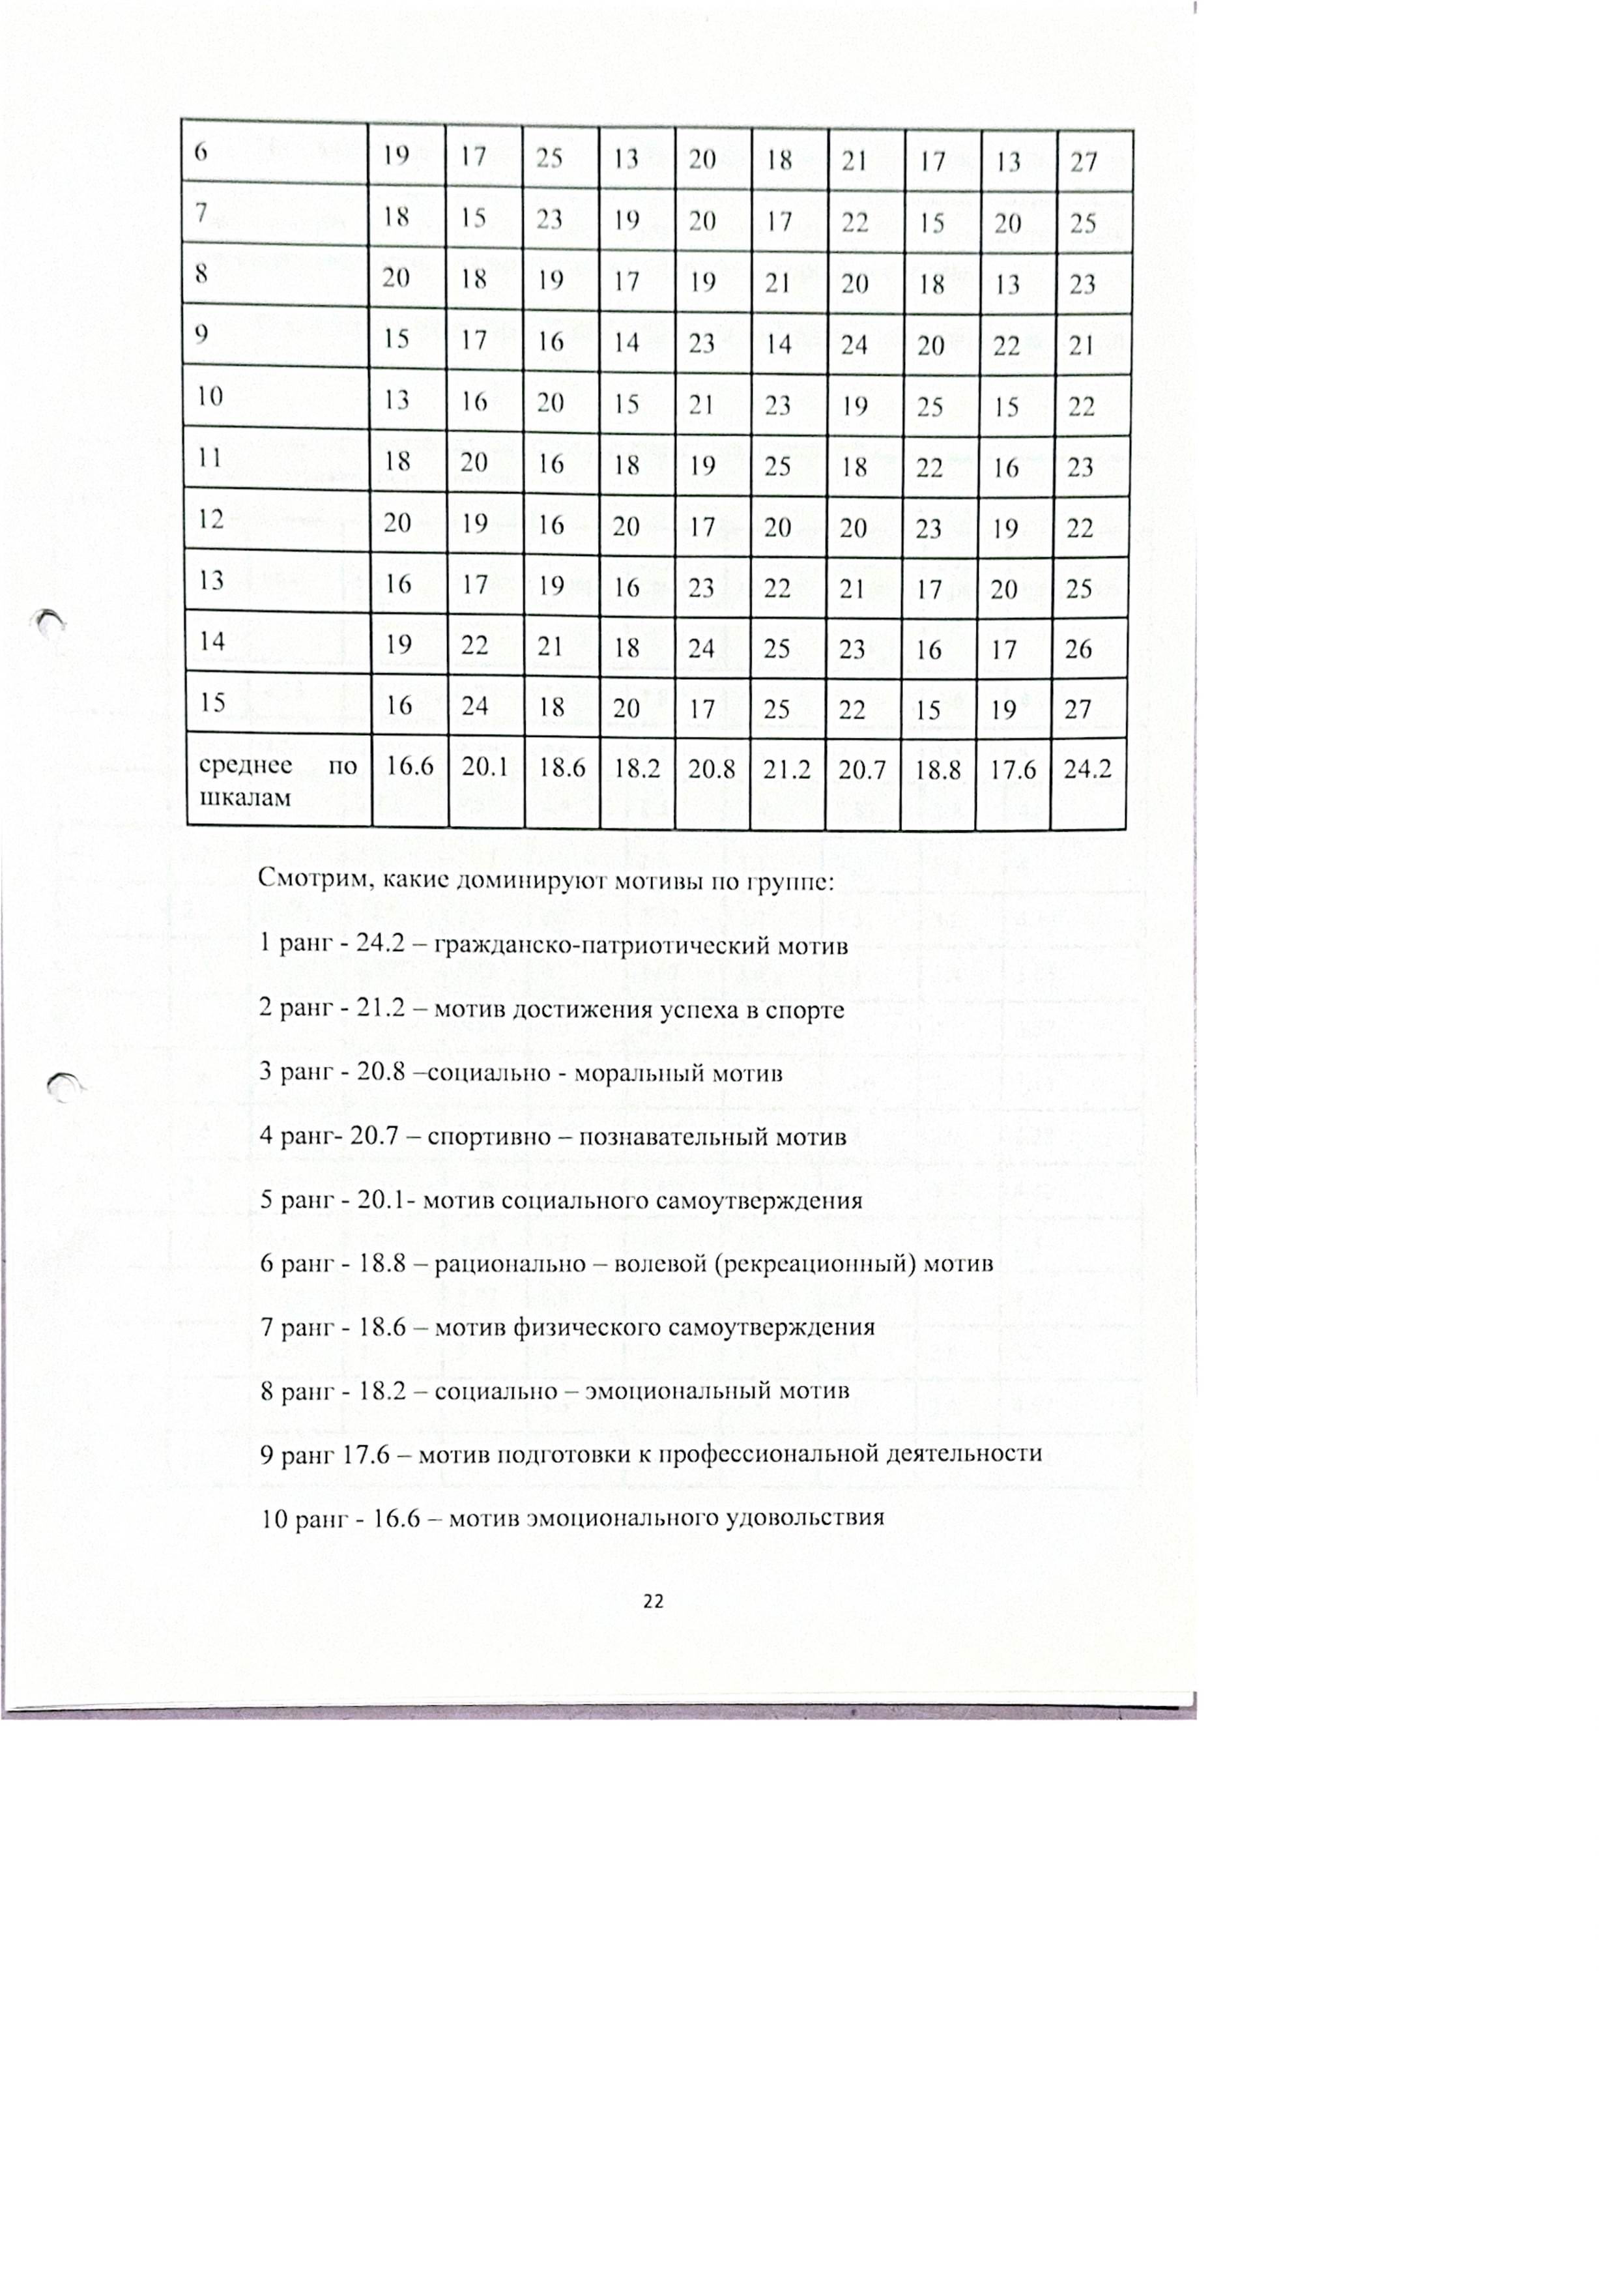 6 19 17 25 13 20 18 21 17 13 27
7 18 15 23 19 20 17 22 15 20 25
8 20 18 19 17 19 21 20 18 13 23
9 15 17 16 14 23 14 24 20 22 21
10 13 16 20 15 21 23 19 25 15 22
11 18 20 16 18 19 25 18 22 16 23
12 20 19 16 20 17 20 20 23 19 22
13 16 17 19 16 23 22 21 17 20 25
14 19 22 21 18 24 25 23 16 17 26
15 16 24 18 20 17 25 22 15 19 27
среднее по 16.6 20.1 18.6 18.2 20.8 21.2 20.7 18.8 17.6 24.2
шкалам
Смотрим, какие доминируют мотивы по группе:
1 ранг - 24.2 – гражданско-патриотический мотив
2 ранг - 21.2 – мотив достижения успеха в спорте
3 ранг - 20.8 –социально - моральный мотив
4 ранг- 20.7 – спортивно – познавательный мотив
5 ранг - 20.1- мотив социального самоутверждения
6 ранг - 18.8 – рационально – волевой (рекреационный) мотив
7 ранг - 18.6 – мотив физического самоутверждения
8 ранг - 18.2 – социально – эмоциональный мотив
9 ранг 17.6 – мотив подготовки к профессиональной деятельности
10 ранг - 16.6 – мотив эмоционального удовольствия
22